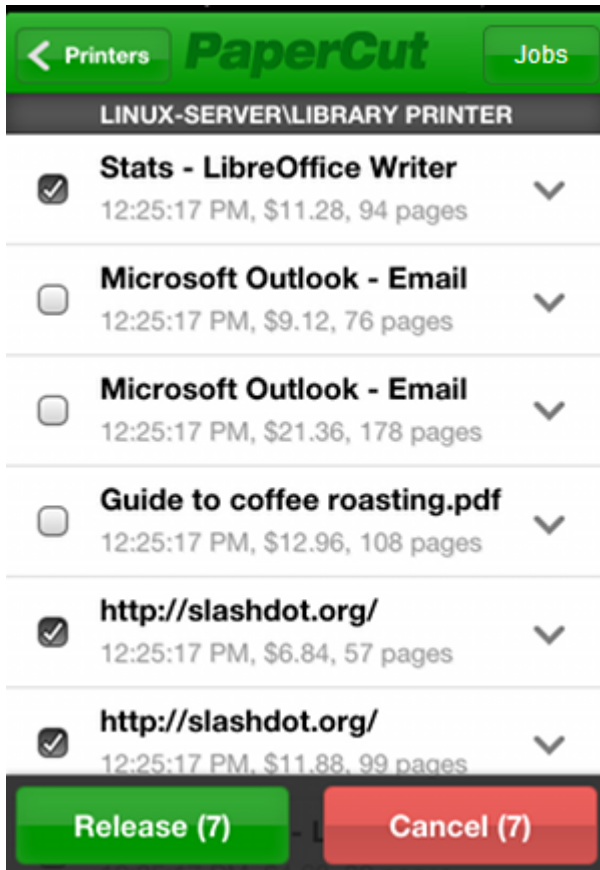 Printers
PaperCut
Jobs
LINUX-SERVER\LIBRARY PRINTER
Stats - LibreOffice Writer
12:25:17 PM, $11.28, 94 pages
Microsoft Outlook - Email
12:25:17 PM, $9.12, 76 pages
Microsoft Outlook - Email
12:25:17 PM, $21.36, 178 pages
Guide to coffee roasting.pdf
12:25:17 PM, $12.96, 108 pages
http://slashdot.org/
12:25:17 PM, $6.84, 57 pages
http://slashdot.org/
12:25:17 PM, $11.88, 99 pages
Release (7)
Cancel (7)